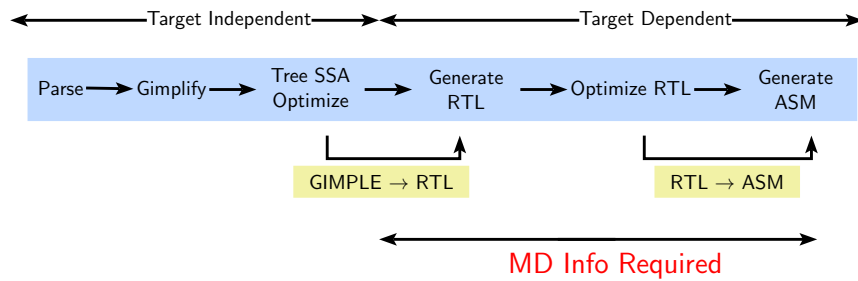 Target Independent Target Dependent
Parse Gimplify Tree SSA Optimize Generate RTL Optimize RTL Generate ASM
GIMPLE → RTL RTL → ASM
MD Info Required